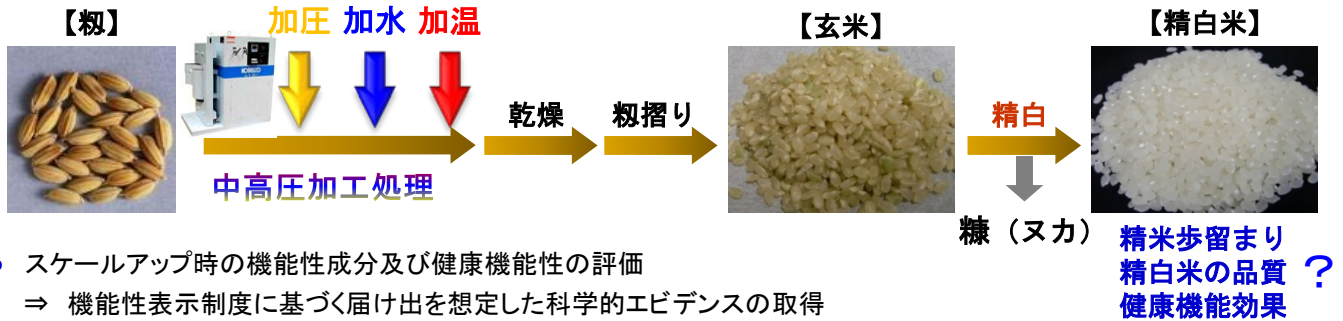 【籾】
加圧 加水 加温
【玄米】
【精白米】
KOBELCO
乾燥
籾摺り
精白
中高圧加工処理
糠（ヌカ）
精米歩留まり
精白米の品質
健康機能効果
？
スケールアップ時の機能性成分及び健康機能性の評価
⇒ 機能性表示制度に基づく届け出を想定した科学的エビデンスの取得